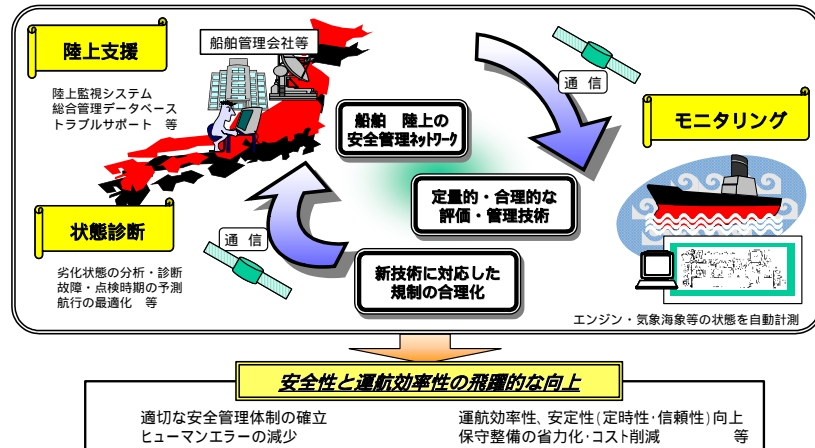 陸上支援
船舶管理会社等
陸上監視システム
総合管理データベース
トラブルサポート 等
通 信
船舶 陸上の
安全管理ネットワーク
モニタリング
定量的・合理的な
評価・管理技術
状態診断
通 信
新技術に対応した
規制の合理化
劣化状態の分析・診断
故障・点検時期の予測
航行の最適化 等
エンジン・気象海象等の状態を自動計測
安全性と運航効率性の飛躍的な向上
適切な安全管理体制の確立
ヒューマンエラーの減少
運航効率性、安定性(定時性・信頼性)向上
保守整備の省力化・コスト削減 等